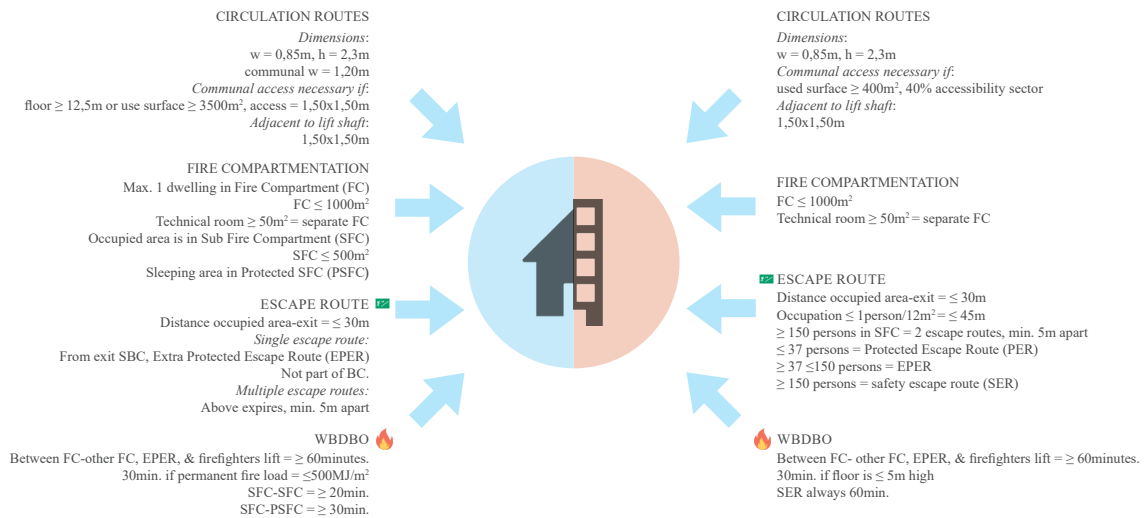 CIRCULATION ROUTES
Dimensions:
w = 0,85m, h = 2,3m
communal w = 1,20m
Communal access necessary if:
floor ≥ 12,5m or use surface ≥ 3500m², access = 1,50x1,50m
Adjacent to lift shaft:
1,50x1,50m
FIRE COMPARTMENTATION
Max. 1 dwelling in Fire Compartment (FC)
FC ≤ 1000m²
Technical room ≥ 50m² = separate FC
Occupied area is in Sub Fire Compartment (SFC)
SFC ≤ 500m²
Sleeping area in Protected SFC (PSFC)
ESCAPE ROUTE
Distance occupied area-exit = ≤ 30m
Single escape route:
From exit SBC, Extra Protected Escape Route (EPER)
Not part of BC.
Multiple escape routes:
Above expires, min. 5m apart
WBDBO
Between FC-other FC, EPER, & firefighters lift = ≥ 60minutes.
30min. if permanent fire load = ≤500MJ/m²
SFC-SFC = ≥ 20min.
SFC-PSFC = ≥ 30min.
CIRCULATION ROUTES
Dimensions:
w = 0,85m, h = 2,3m
Communal access necessary if:
used surface ≥ 400m², 40% accessibility sector
Adjacent to lift shaft:
1,50x1,50m
FIRE COMPARTMENTATION
FC ≤ 1000m²
Technical room ≥ 50m² = separate FC
ESCAPE ROUTE
Distance occupied area-exit = ≤ 30m
Occupation ≤ 1person/12m² = ≤ 45m
≥ 150 persons in SFC = 2 escape routes, min. 5m apart
≤ 37 persons = Protected Escape Route (PER)
≥ 37 ≤150 persons = EPER
≥ 150 persons = safety escape route (SER)
WBDBO
Between FC- other FC, EPER, & firefighters lift = ≥ 60minutes.
30min. if floor is ≤ 5m high
SER always 60min.